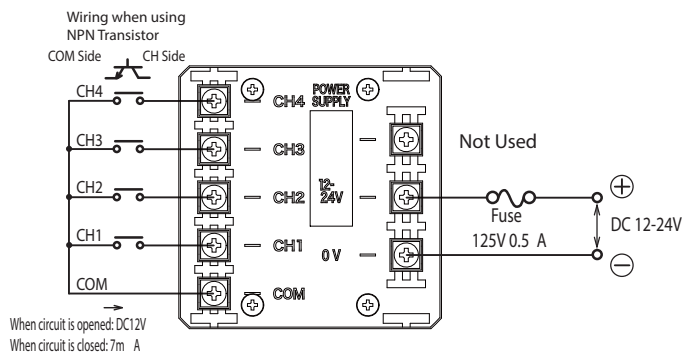 Wiring when using
NPN Transistor
COM Side
CH Side
CH4
CH3
CH2
CH1
COM
When circuit is opened: DC12V
When circuit is closed: 7m A
POWER
SUPPLY
CH4
CH3
CH2
CH1
COM
12-
24V
0 V
Not Used
Fuse
125V 0.5 A
+
DC 12-24V
−